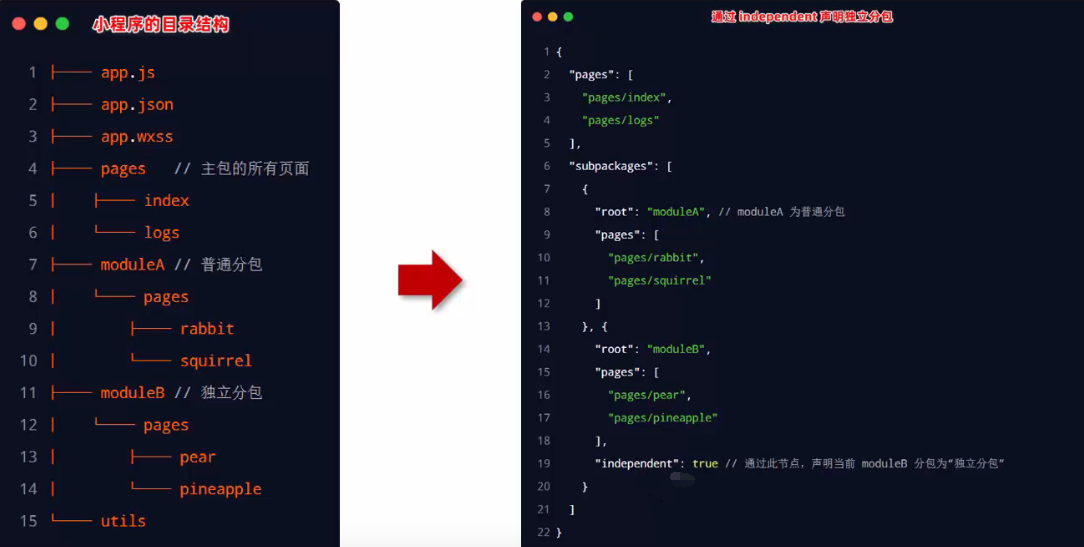 小程序的目录结构
1 ├── app.js
2 ├── app.json
3 ├── app.wxss
4 ├── pages // 主包的所有页面
5 │ ├── index
6 │ └── logs
7 ├── moduleA // 普通分包
8 │ └── pages
9 │ ├── rabbit
10 │ └── squirrel
11 ├── moduleB // 独立分包
12 │ └── pages
13 │ ├── pear
14 │ └── pineapple
15 └── utils
通过 independent 声明独立分包
1 {
2 "pages": [
3 "pages/index",
4 "pages/logs"
5 ],
6 "subpackages": [
7 {
8 "root": "moduleA", // moduleA 为普通分包
9 "pages": [
10 "pages/rabbit",
11 "pages/squirrel"
12 ]
13 }, {
14 "root": "moduleB",
15 "pages": [
16 "pages/pear",
17 "pages/pineapple"
18 ],
19 "independent": true // 通过此节点，声明当前 moduleB 分包为“独立分包”
20 }
21 ]
22 }